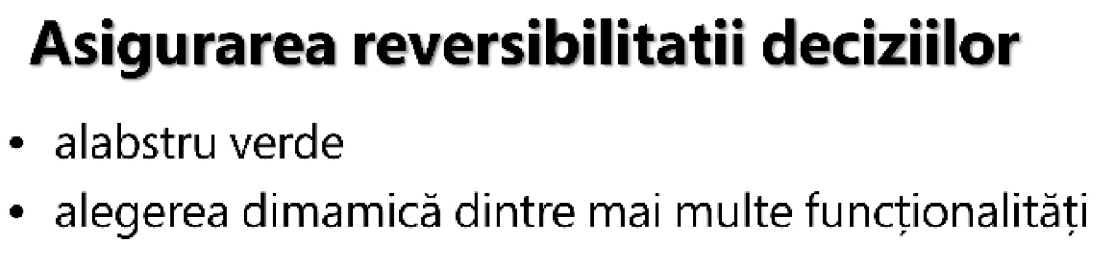 Asigurarea reversibilitatii deciziilor
• alabstru verde
• alegerea dimamică dintre mai multe funcționalități